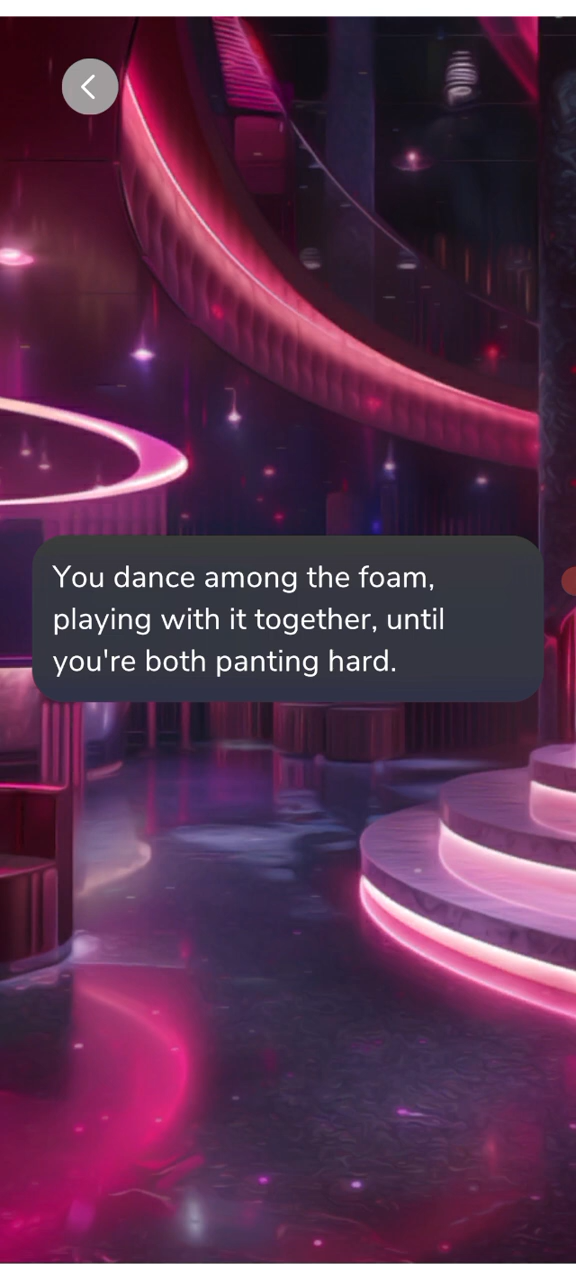 You dance among the foam,
playing with it together, until
you're both panting hard.